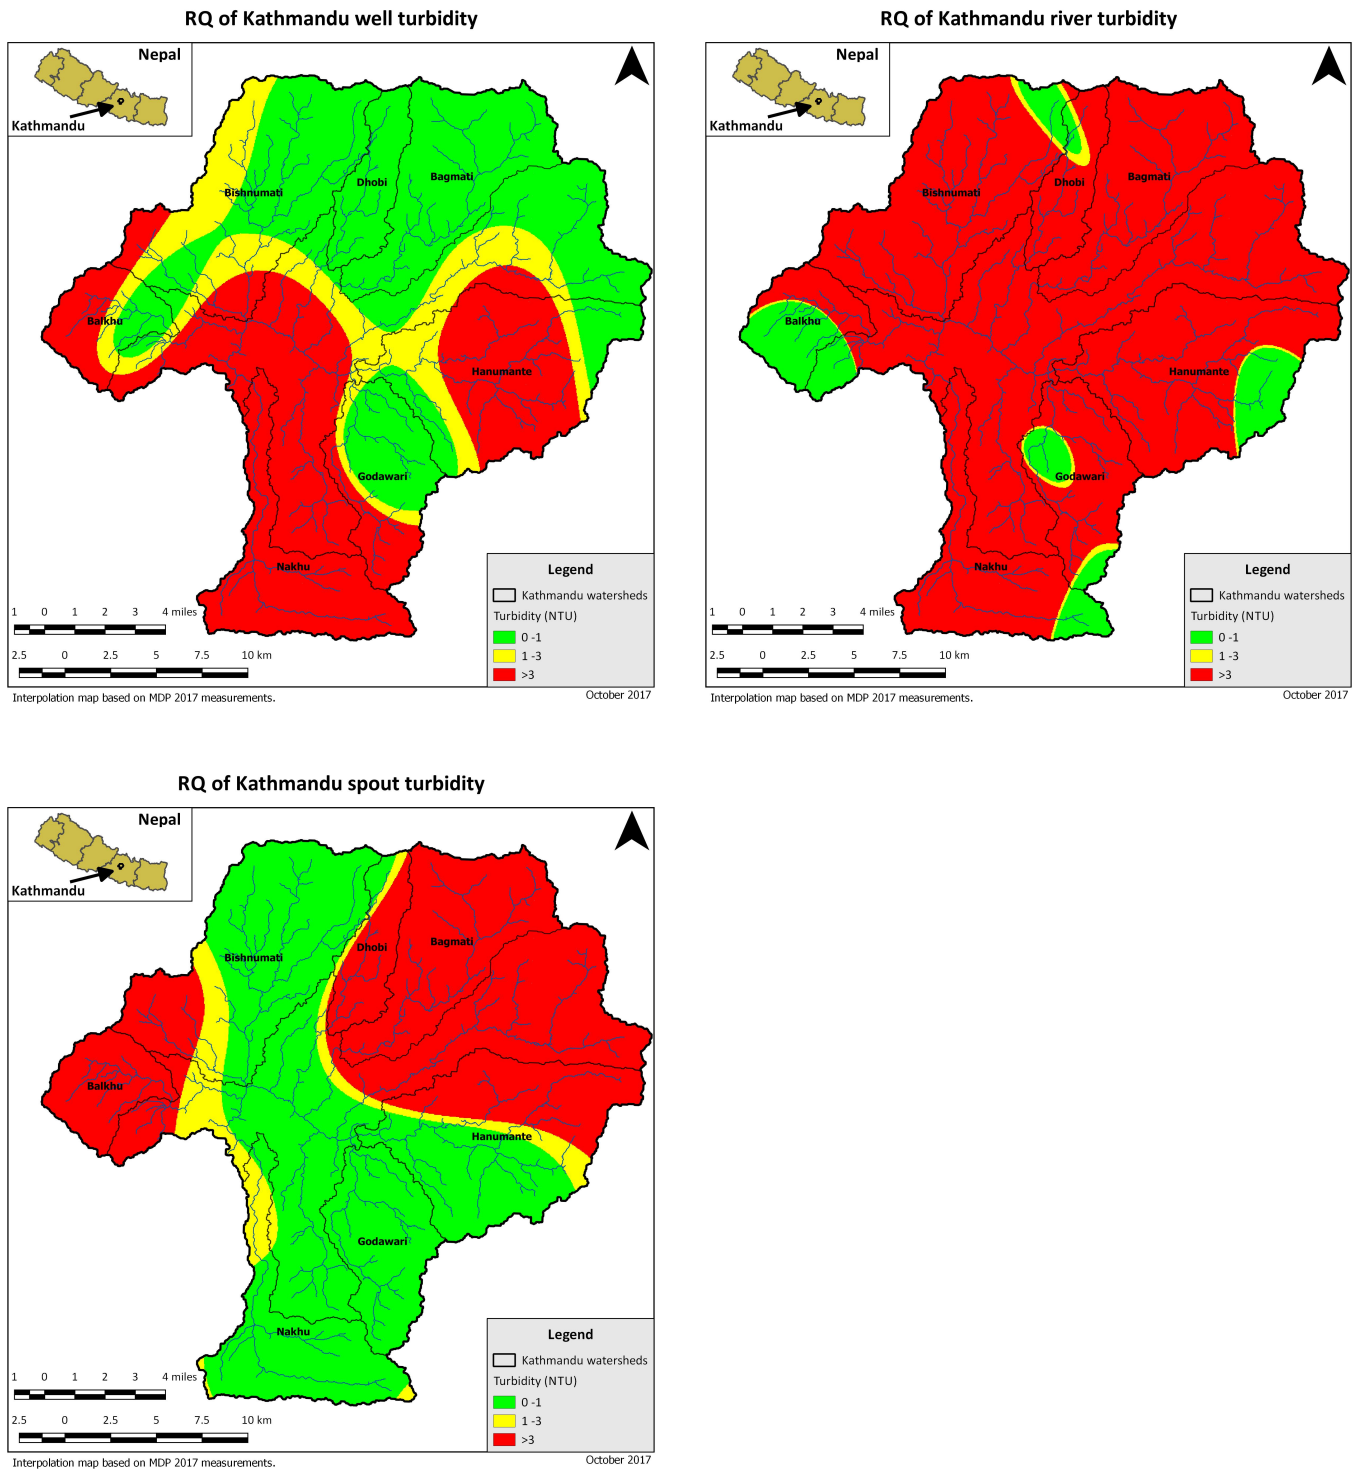 RQ of Kathmandu well turbidity
Nepal
Kathmandu
Bishnumati
Dhobi
Bagmati
Balkhu
Hanumante
Godawari
Nakhu
Legend
Kathmandu watersheds
Turbidity (NTU)
0 -1
1 -3
>3
1 0 1 2 3 4 miles
2.5 0 2.5 5 7.5 10 km
Interpolation map based on MDP 2017 measurements.
October 2017
RQ of Kathmandu river turbidity
Nepal
Kathmandu
Bishnumati
Dhobi
Bagmati
Balkhu
Hanumante
Godawari
Nakhu
Legend
Kathmandu watersheds
Turbidity (NTU)
0 -1
1 -3
>3
1 0 1 2 3 4 miles
2.5 0 2.5 5 7.5 10 km
Interpolation map based on MDP 2017 measurements.
October 2017
RQ of Kathmandu spout turbidity
Nepal
Kathmandu
Bishnumati
Dhobi
Bagmati
Balkhu
Hanumante
Godawari
Nakhu
Legend
Kathmandu watersheds
Turbidity (NTU)
0 -1
1 -3
>3
1 0 1 2 3 4 miles
2.5 0 2.5 5 7.5 10 km
Interpolation map based on MDP 2017 measurements.
October 2017